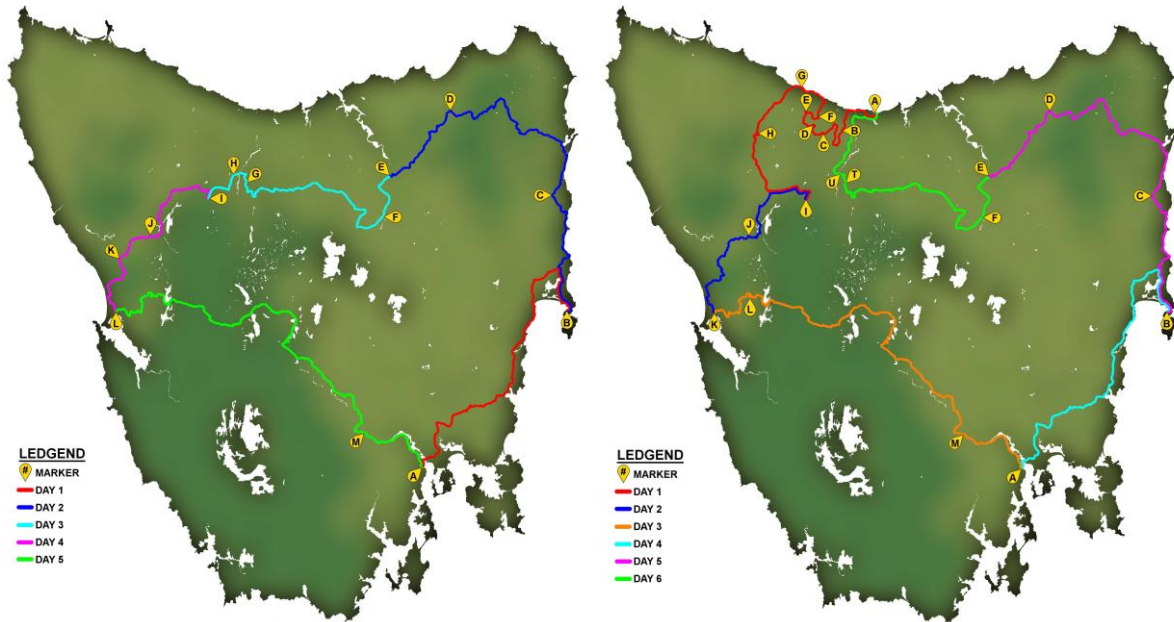 D
H
G
E
I
C
F
J
K
L
B
M
A
LEDGEND
# MARKER
DAY 1
DAY 2
DAY 3
DAY 4
DAY 5
G
A
E
F
D
B
C
H
D
U
T
E
I
C
F
J
L
K
B
M
A
LEDGEND
# MARKER
DAY 1
DAY 2
DAY 3
DAY 4
DAY 5
DAY 6